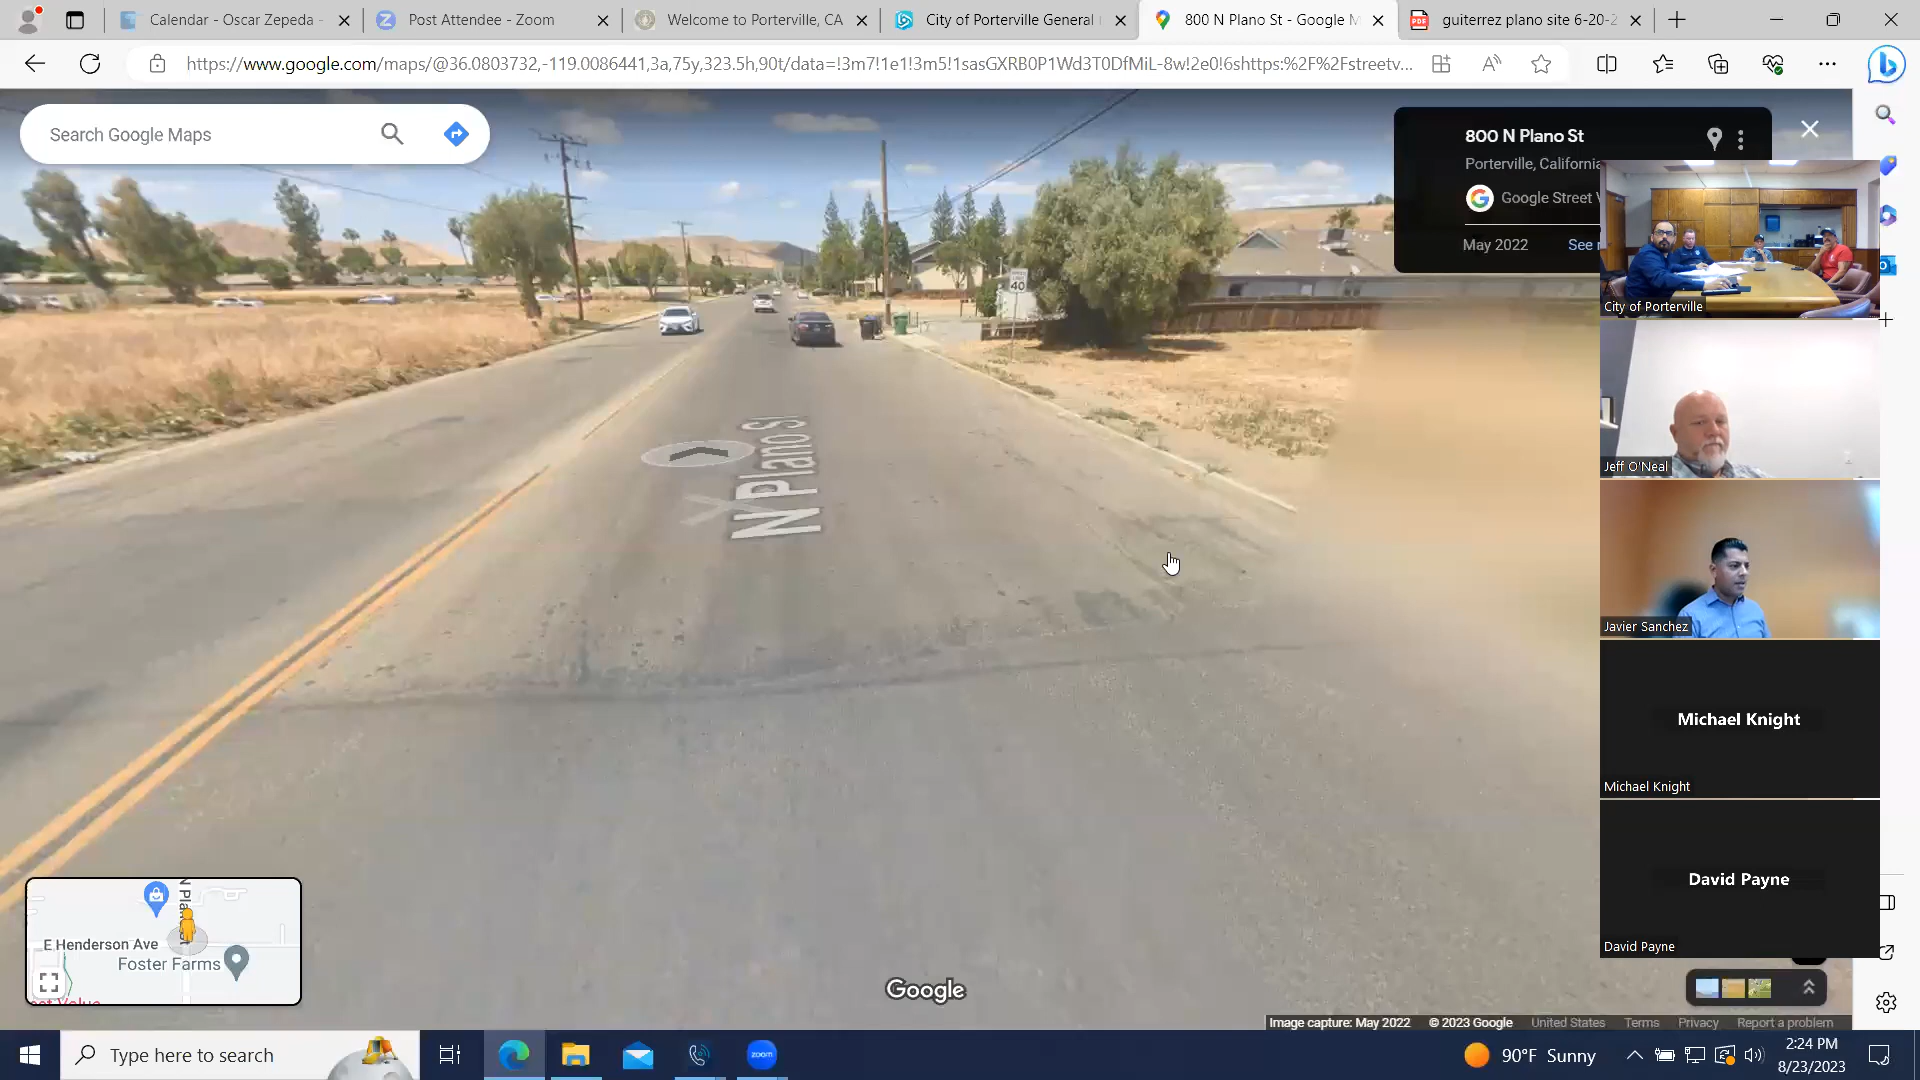 Calendar - Oscar Zepeda -
Post Attendee - Zoom
Welcome to Porterville, CA
City of Porterville General
800 N Plano St - Google M
guiterrez plano site 6-20-2
https://www.google.com/maps/@36.0803732,-119.0086441,3a,75y,323.5h,90t/data=!3m7!1e1!3m5!1sasGXRB0P1Wd3T0DfMiL-8w!2e0!6shttps:%2F%2Fstreetv...
Search Google Maps
800 N Plano St
Porterville, California
Google Street V
May 2022 See
SPEED LIMIT 40
N Plano St
City of Porterville
Jeff O'Neal
Javier Sanchez
Michael Knight
Michael Knight
David Payne
David Payne
N Plano St
E Henderson Ave
Foster Farms
Google
Image capture: May 2022 © 2023 Google United States Terms Privacy Report a problem
Type here to search
zoom
90°F Sunny
2:24 PM
8/23/2023